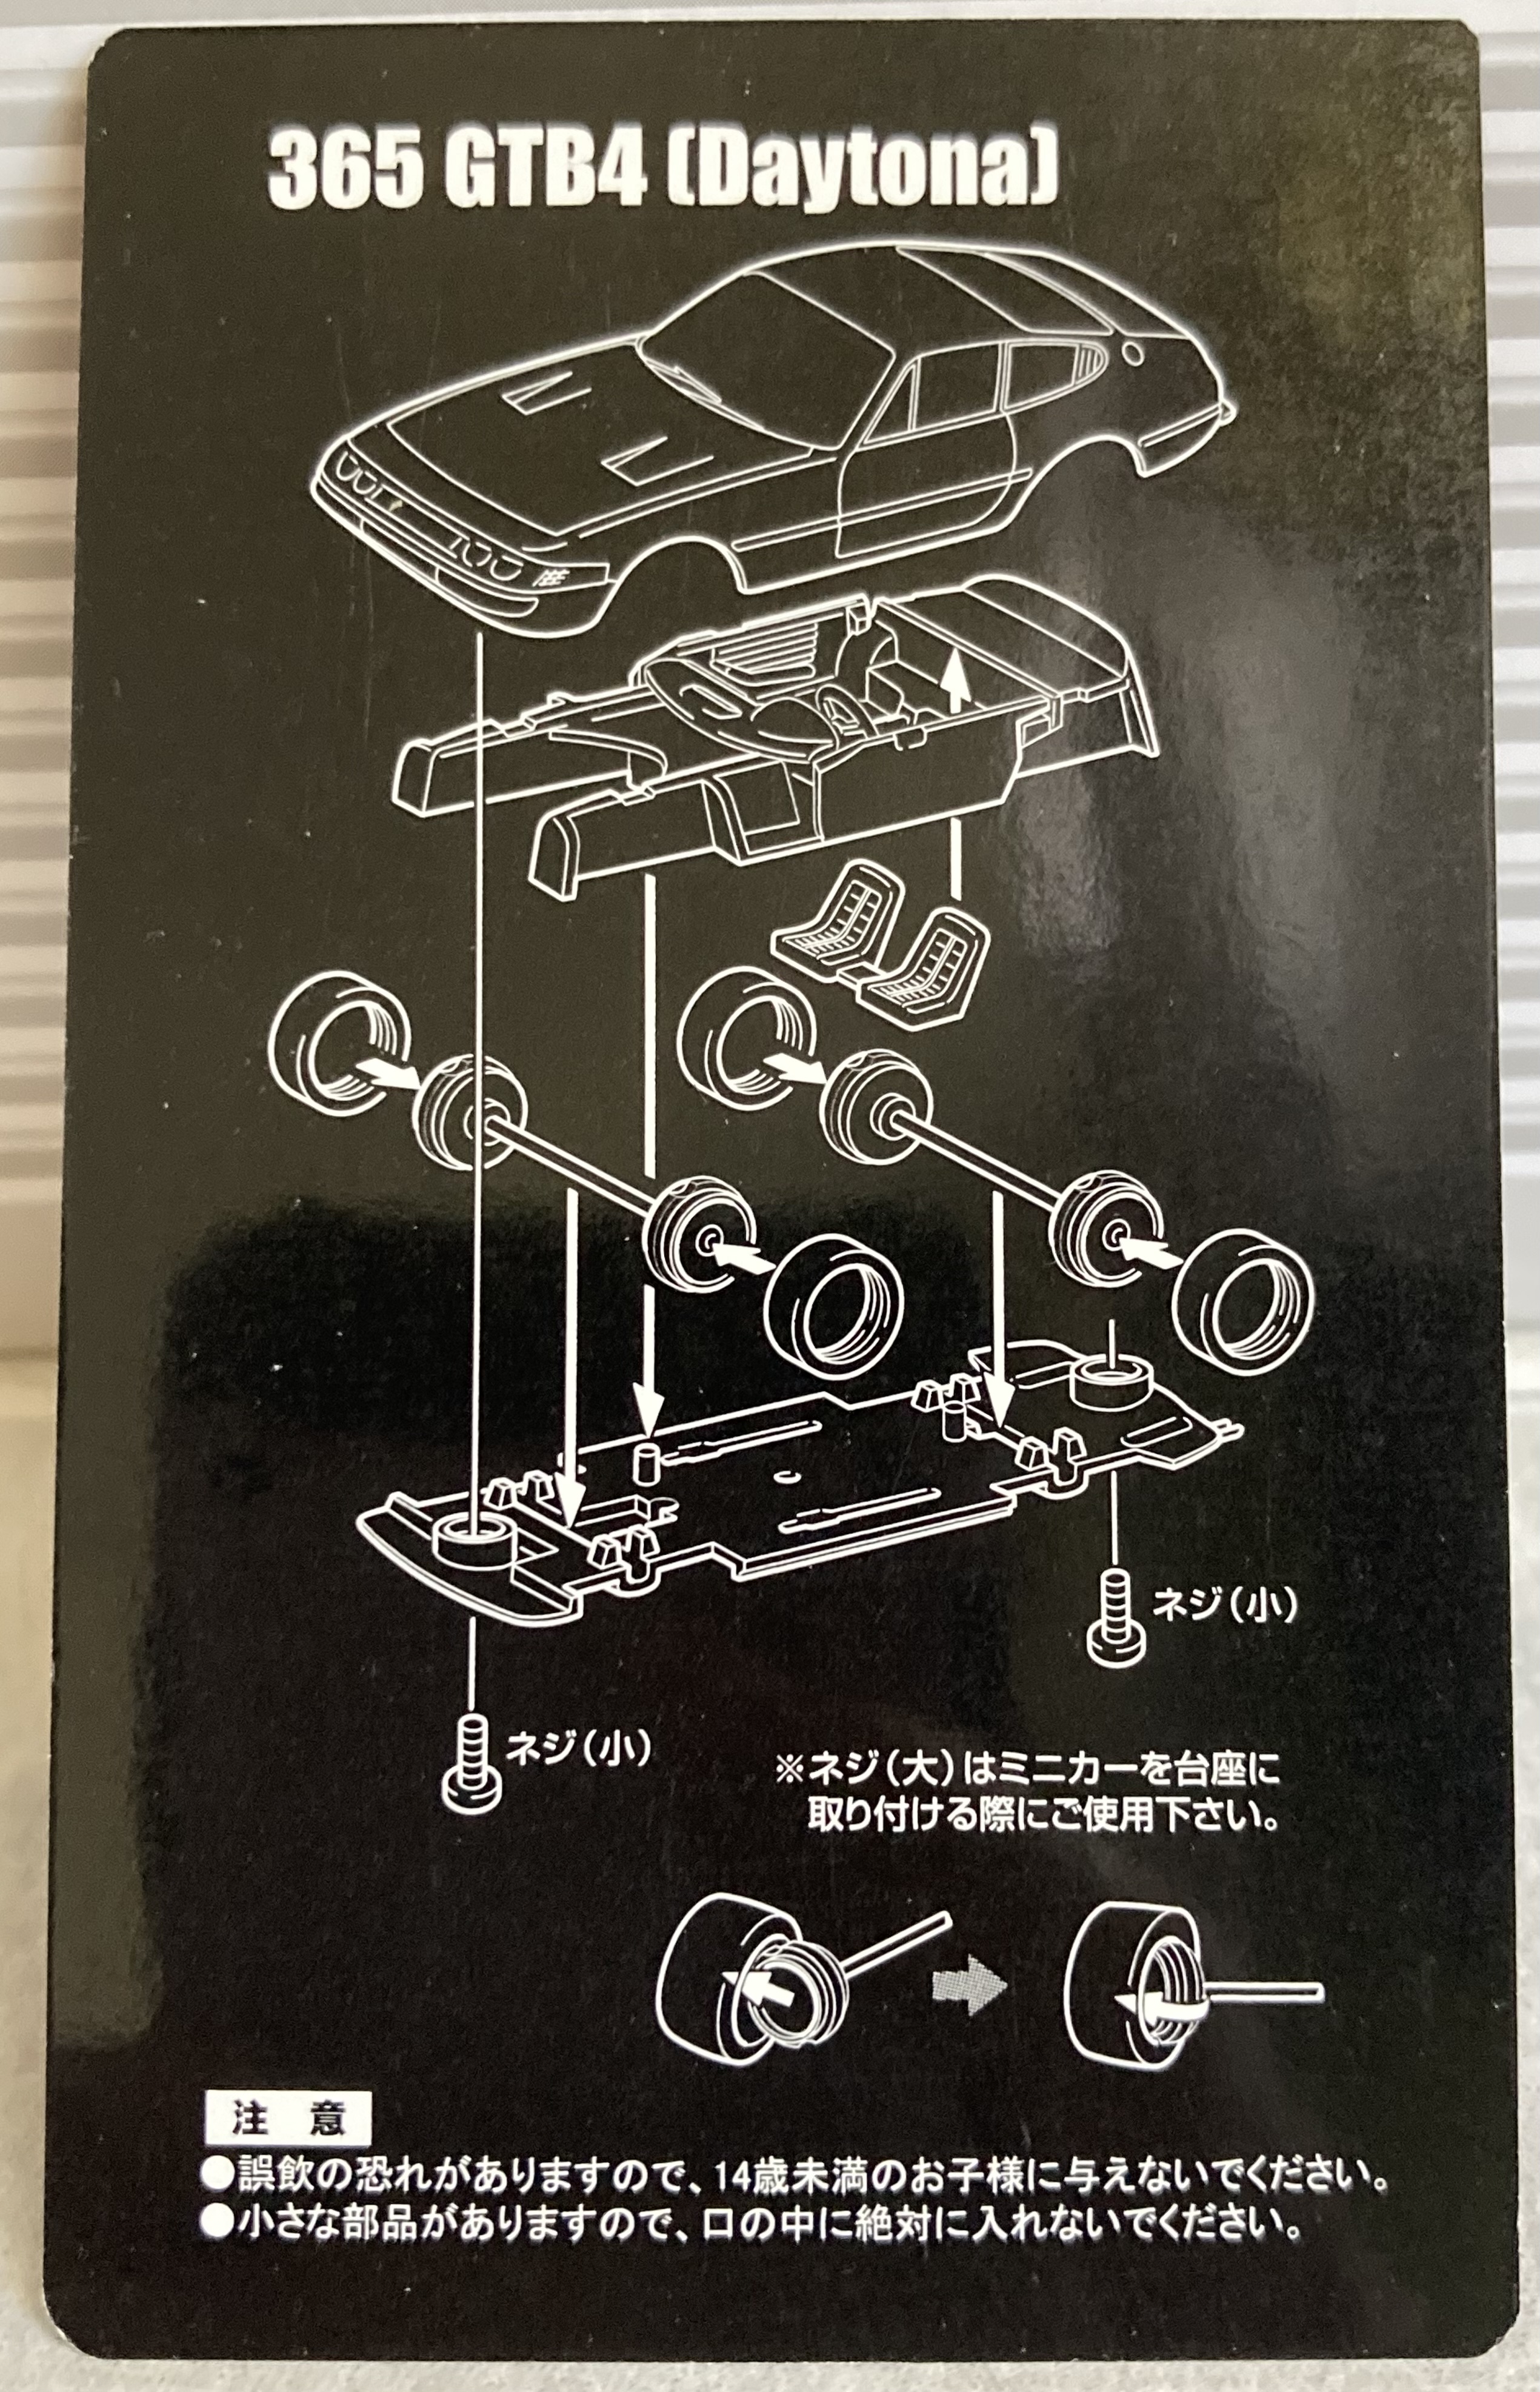 365 GTB4 (Daytona)
ネジ(小)
ネジ(小)
※ネジ(大)はミニカーを台座に
取り付ける際にご使用下さい。
注 意
●誤飲の恐れがありますので、14歳未満のお子様に与えないでください。
●小さな部品がありますので、口の中に絶対に入れないでください。